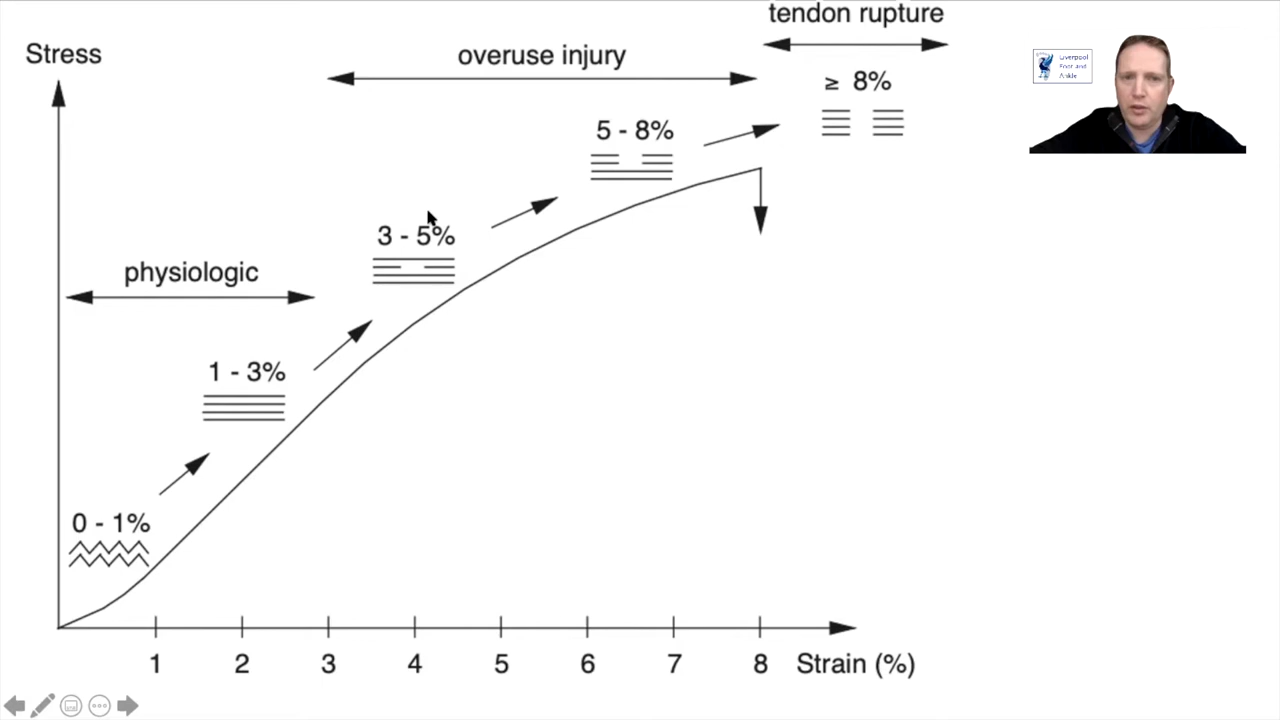 tendon rupture
Stress
overuse injury
≥ 8%
5 - 8%
3 - 5%
physiologic
1 - 3%
0 - 1%
1 2 3 4 5 6 7 8 Strain (%)
Liverpool
Foot and
Ankle